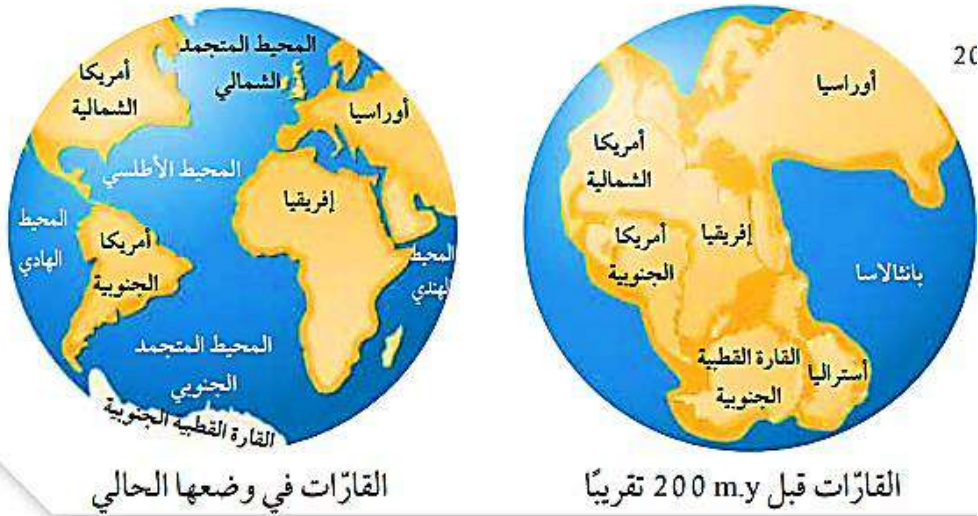 20
أوراسيا
أمريكا
الشمالية
إفريقيا
أمريكا
الجنوبية
بانثالاسا
القارة القطبية
الجنوبية
أستراليا
القارّات قبل 200 m.y تقريبًا
المحيط المتجمد
الشمالي
أمريكا
الشمالية
أوراسيا
المحيط الأطلسي
إفريقيا
المحيط
الهادي
أمريكا
الجنوبية
المحيط
الهندي
المحيط المتجمد
الجنوبي
القارة القطبية الجنوبية
القارّات في وضعها الحالي